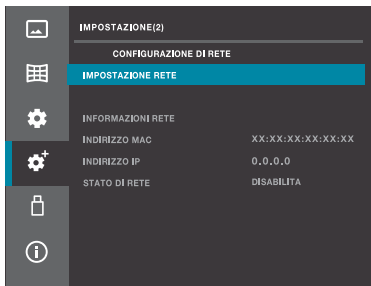 IMPOSTAZIONE(2)
CONFIGURAZIONE DI RETE
IMPOSTAZIONE RETE
INFORMAZIONI RETE
INDIRIZZO MAC XX:XX:XX:XX:XX:XX
INDIRIZZO IP 0.0.0.0
STATO DI RETE DISABILITA